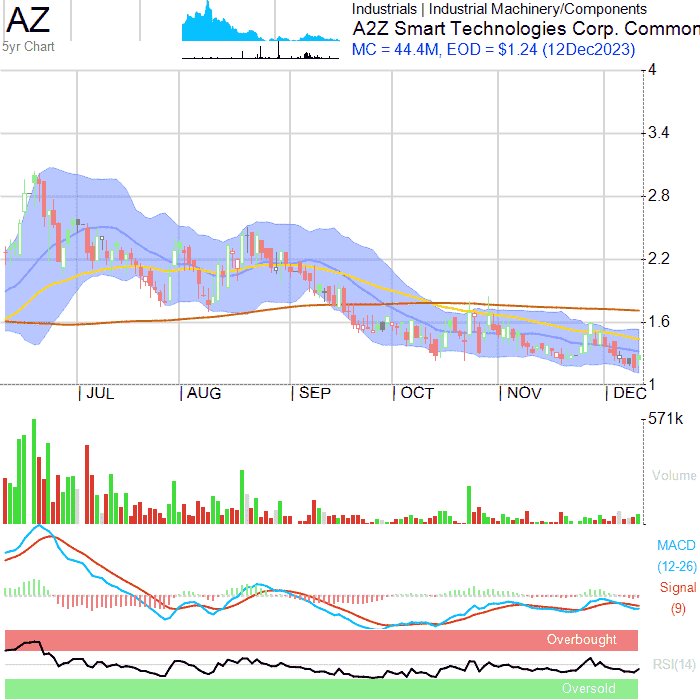 AZ
5yr Chart
Industrials | Industrial Machinery/Components
A2Z Smart Technologies Corp. Common
MC = 44.4M, EOD = $1.24 (12Dec2023)
4
3.4
2.8
2.2
1.6
1
JUL AUG SEP OCT NOV DEC
571k
Volume
MACD
(12-26)
Signal
(9)
Overbought
RSI(14)
Oversold